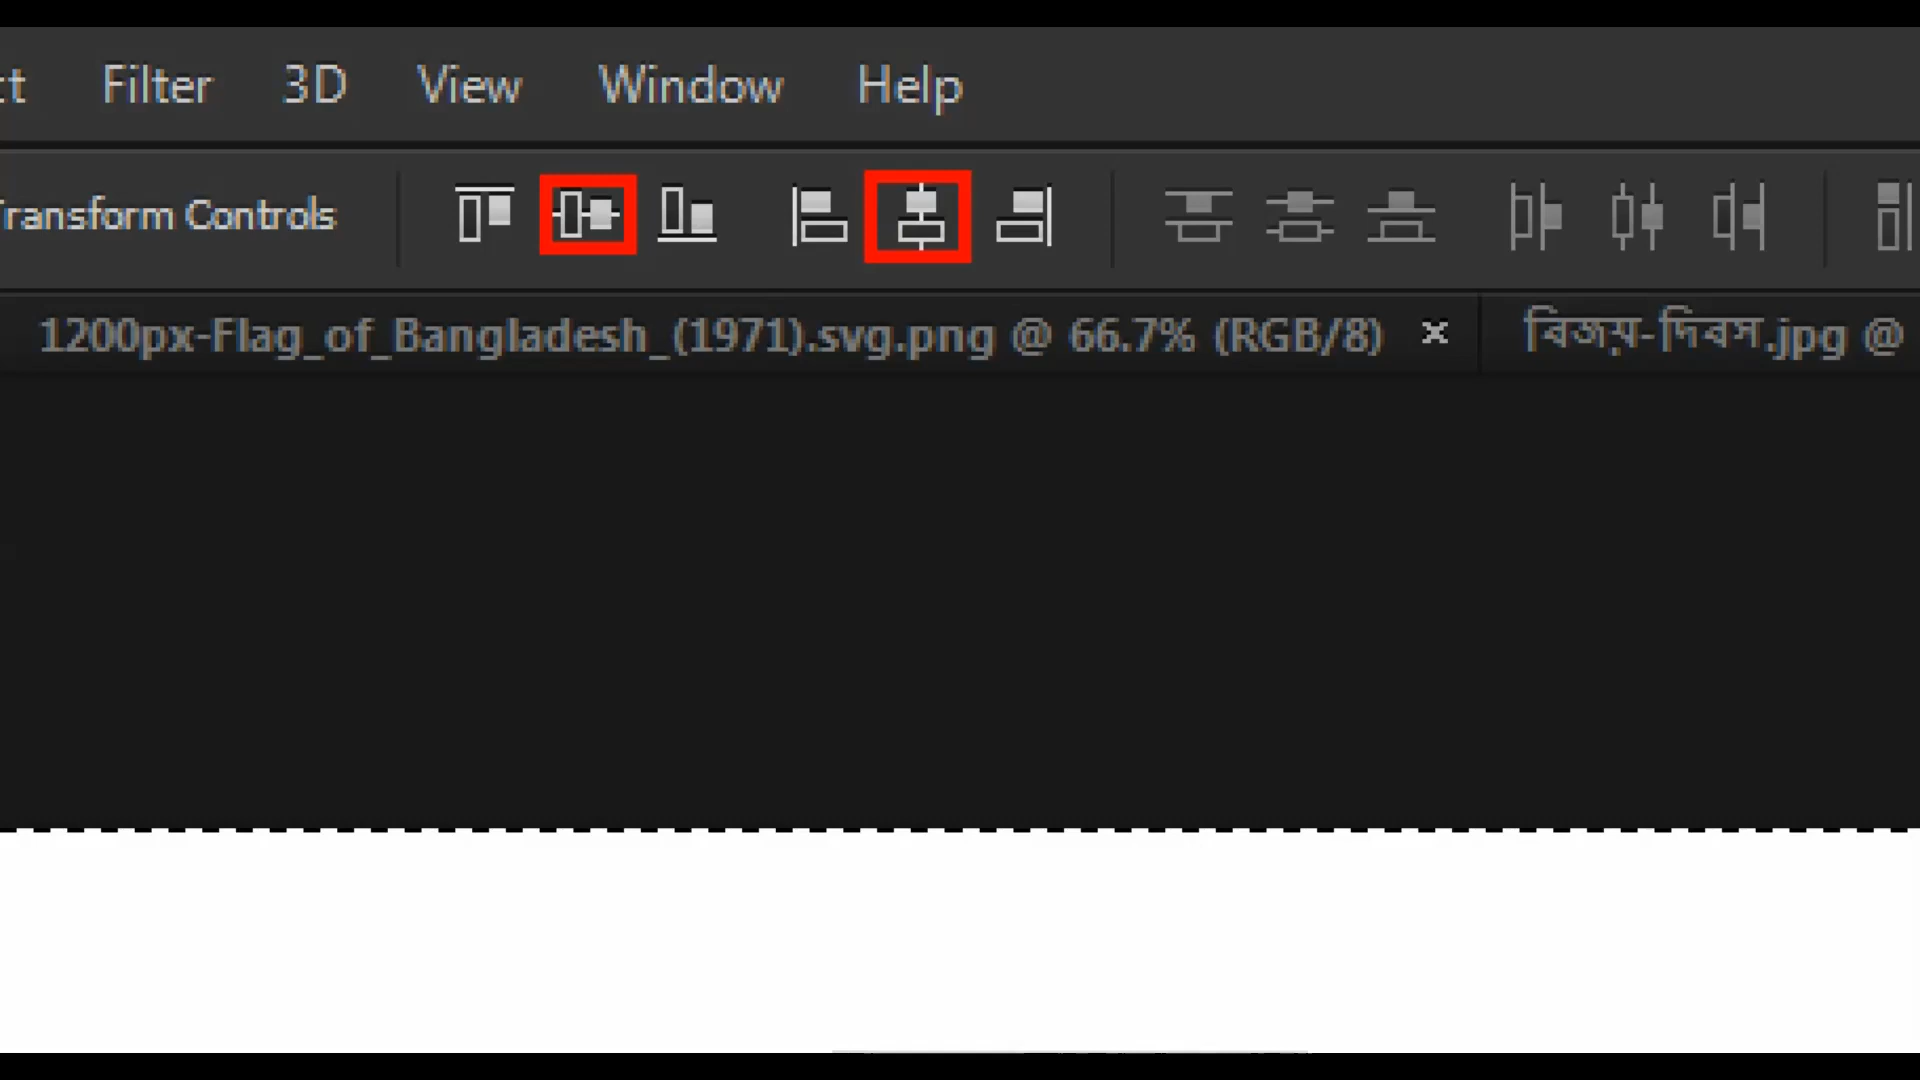 Filter 3D View Window Help
Transform Controls
1200px-Flag_of_Bangladesh_(1971).svg.png @ 66.7% (RGB/8) × বিজয়-দিবস.jpg @